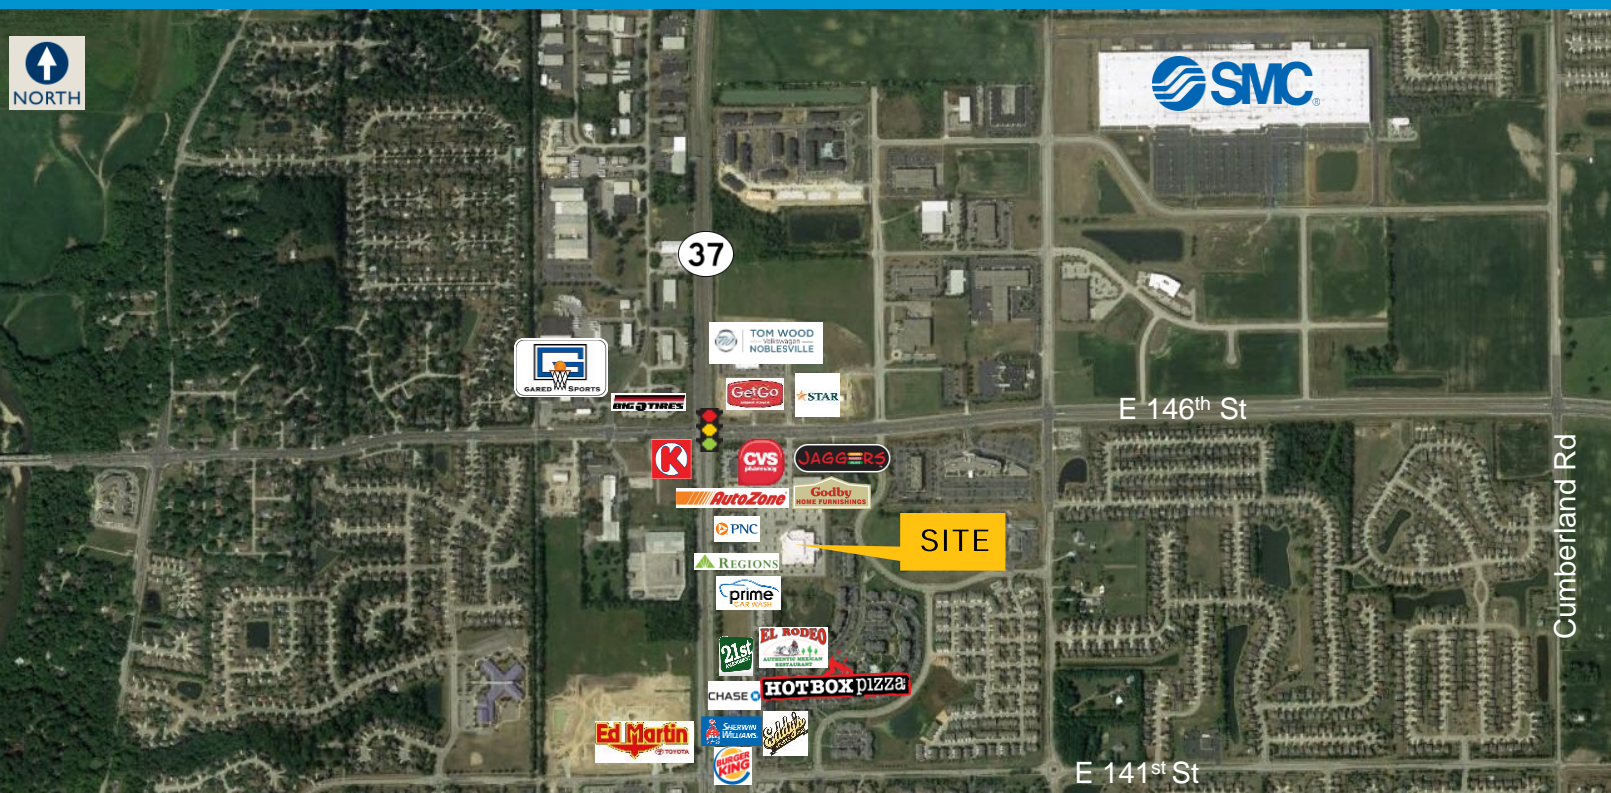 NORTH
SMC
®
37
TOM WOOD
Volkswagen
NOBLESVILLE
G
GARED SPORTS
BIG O TIRES
GetGo
STAR
E 146th St
K
CVS
pharmacy
JAGGERS
AutoZone
Godby
HOME FURNISHINGS
PNC
SITE
REGIONS
prime
CAR WASH
Cumberland Rd
21st
AMENDMENT
EL RODEO
AUTHENTIC MEXICAN
RESTAURANT
CHASE
HOTBOX pizza
Ed Martin
TOYOTA
SHERWIN
WILLIAMS.
Eddy's
BURGER
KING
E 141st St